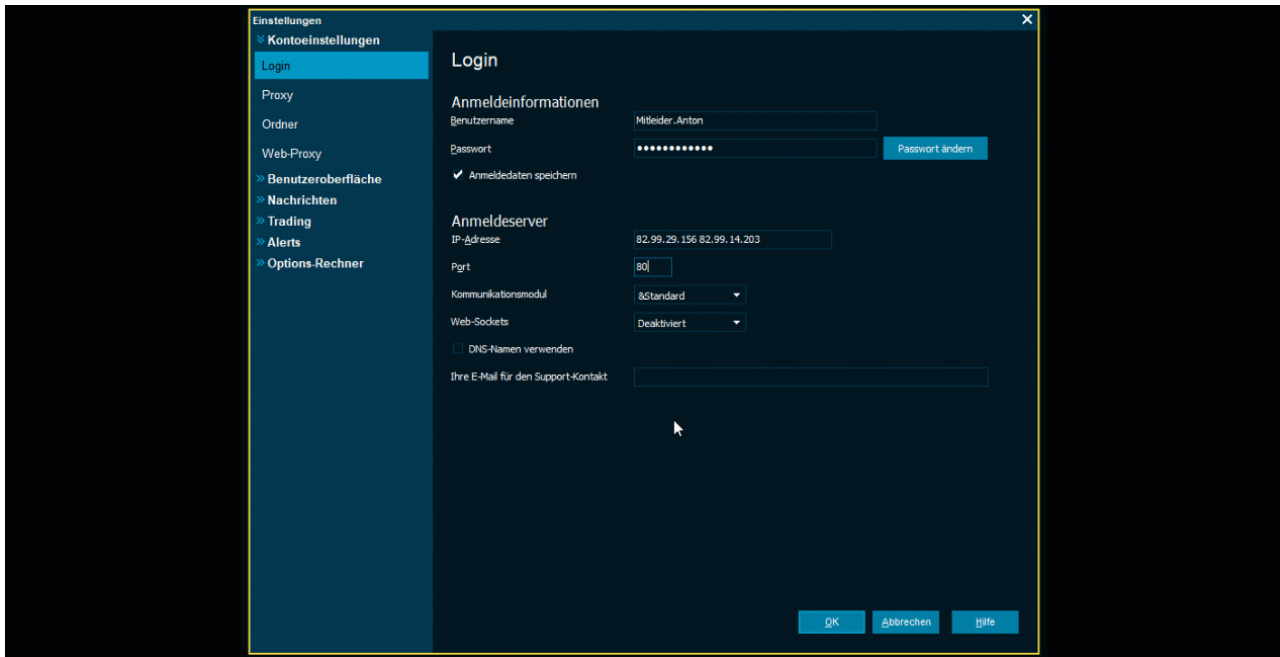 Einstellungen
Kontoeinstellungen
Login
Proxy
Ordner
Web-Proxy
Benutzeroberfläche
Nachrichten
Trading
Alerts
Options-Rechner
Login
Anmeldeinformationen
Benutzername Mitleider.Anton
Passwort •••••••••••• Passwort ändern
Anmeldedaten speichern
Anmeldeserver
IP-Adresse 82.99.29.156 82.99.14.203
Port 80
Kommunikationsmodul &Standard
Web-Sockets Deaktiviert
DNS-Namen verwenden
Ihre E-Mail für den Support-Kontakt
OK Abbrechen Hilfe